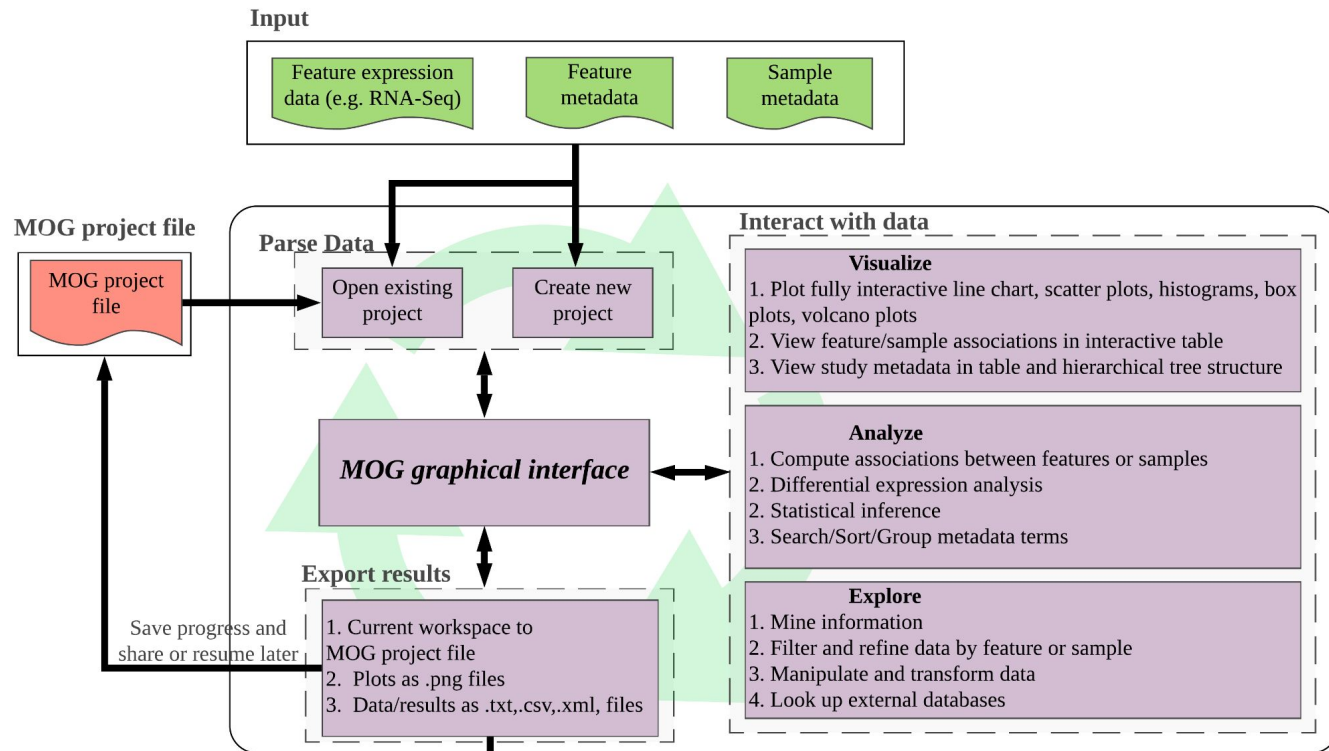 Input
Feature expression
data (e.g. RNA-Seq)
Feature
metadata
Sample
metadata
MOG project file
MOG project
file
Parse Data
Open existing
project
Create new
project
MOG graphical interface
Export results
1. Current workspace to
MOG project file
2. Plots as .png files
3. Data/results as .txt,.csv,.xml, files
Save progress and
share or resume later
Interact with data
Visualize
1. Plot fully interactive line chart, scatter plots, histograms, box
plots, volcano plots
2. View feature/sample associations in interactive table
3. View study metadata in table and hierarchical tree structure
Analyze
1. Compute associations between features or samples
2. Differential expression analysis
2. Statistical inference
3. Search/Sort/Group metadata terms
Explore
1. Mine information
2. Filter and refine data by feature or sample
3. Manipulate and transform data
4. Look up external databases